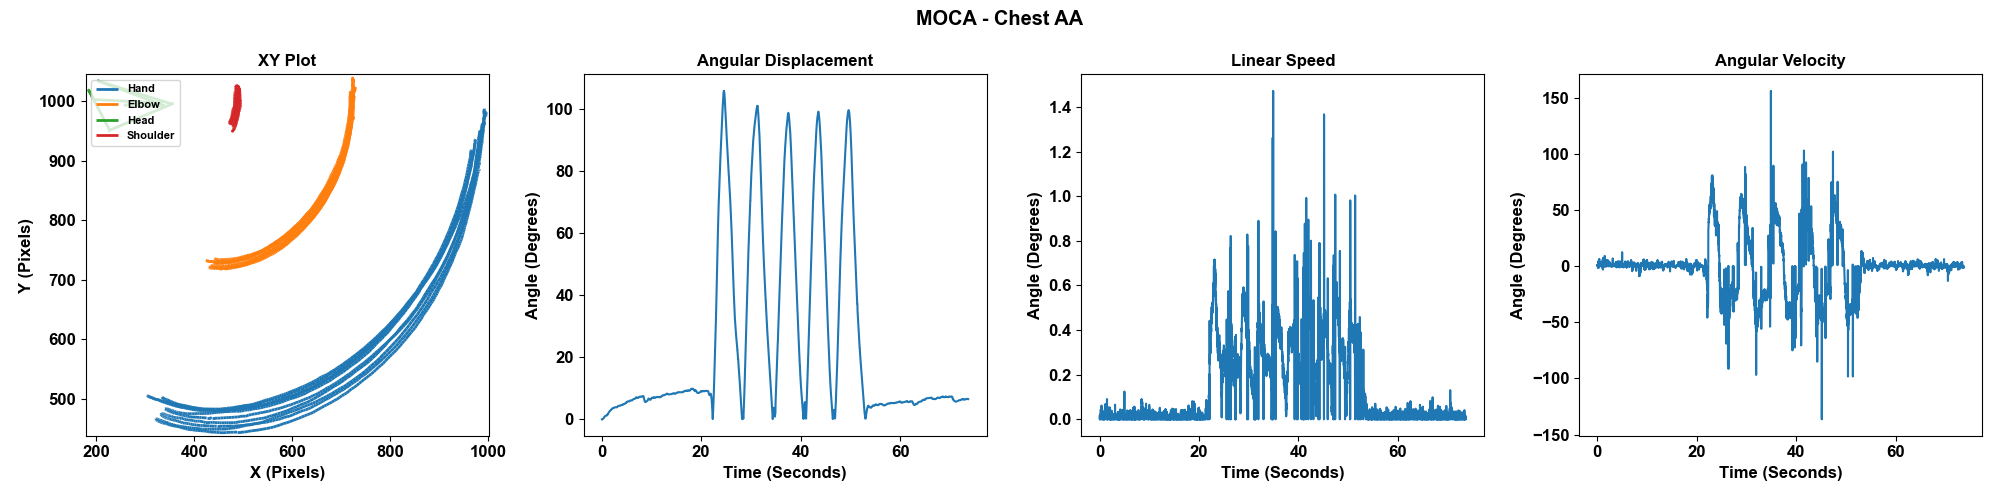 MOCA - Chest AA
XY Plot
Y (Pixels)
1000
900
800
700
600
500
Hand
Elbow
Head
Shoulder
200
400
600
800
1000
X (Pixels)
Angular Displacement
Angle (Degrees)
100
80
60
40
20
0
0
20
40
60
Time (Seconds)
Linear Speed
Angle (Degrees)
1.4
1.2
1.0
0.8
0.6
0.4
0.2
0.0
0
20
40
60
Time (Seconds)
Angular Velocity
Angle (Degrees)
150
100
50
0
−50
−100
−150
0
20
40
60
Time (Seconds)